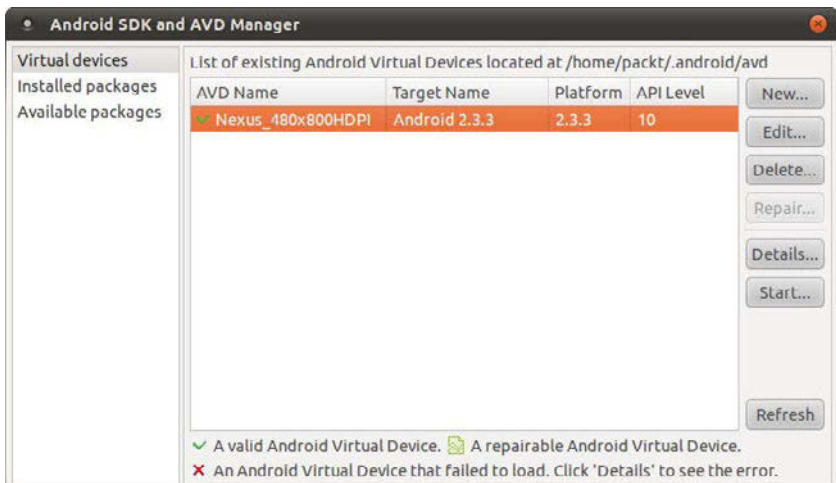 Android SDK and AVD Manager
Virtual devices
Installed packages
Available packages
List of existing Android Virtual Devices located at /home/packt/.android/avd
AVD Name Target Name Platform API Level
Nexus_480x800HDPI Android 2.3.3 2.3.3 10
New...
Edit...
Delete...
Repair...
Details...
Start...
Refresh
A valid Android Virtual Device. A repairable Android Virtual Device.
An Android Virtual Device that failed to load. Click 'Details' to see the error.